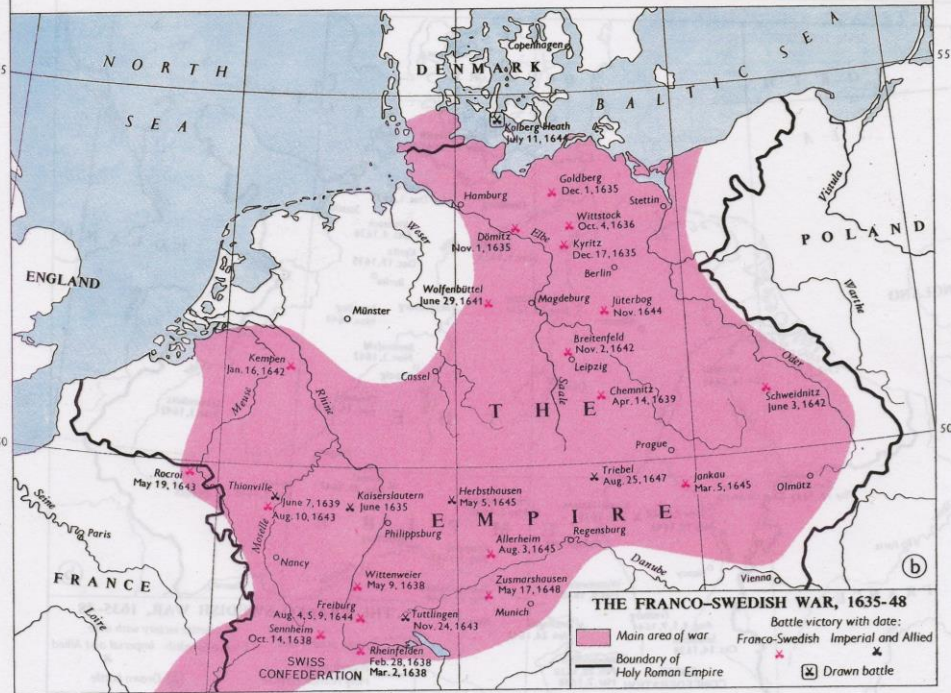 NORTH
SEA
BALTIC SEA
Copenhagen
DENMARK
55
55
Kolberg Heath
July 11, 1644
Hamburg
Goldberg
Dec. 1, 1635
Stettin
Wittstock
Oct. 4, 1636
Dömitz
Nov. 1, 1635
Elbe
Kyritz
Dec. 17, 1635
Berlin
Weser
Vistula
POLAND
Warthe
ENGLAND
Wolfenbüttel
June 29, 1641
Magdeburg
Jüterbog
Nov. 1644
Münster
Breitenfeld
Nov. 2, 1642
Leipzig
Oder
Kempen
Jan. 16, 1642
Cassel
Saale
Chemnitz
Apr. 14, 1639
Schweidnitz
June 3, 1642
Meuse
Rhine
THE
50
50
Prague
Rocroi
May 19, 1643
Thionville
June 7, 1639
Aug. 10, 1643
Kaiserslautern
June 1635
Herbsthausen
May 5, 1645
Triebel
Aug. 25, 1647
Jankau
Mar. 5, 1645
Olmütz
EMPIRE
Seine
Paris
Moselle
Philippsburg
Regensburg
Allerheim
Aug. 3, 1645
Nancy
Danube
Vienna
b
FRANCE
Wittenweier
May 9, 1638
Zusmarshausen
May 17, 1648
Munich
Loire
Freiburg
Aug. 4, 5, 9, 1644
Tuttlingen
Nov. 24, 1643
Sennheim
Oct. 14, 1638
Rheinfelden
Feb. 28, 1638
Mar. 2, 1638
SWISS
CONFEDERATION
THE FRANCO–SWEDISH WAR, 1635-48
Main area of war
Boundary of
Holy Roman Empire
Battle victory with date:
Franco-Swedish Imperial and Allied
Drawn battle